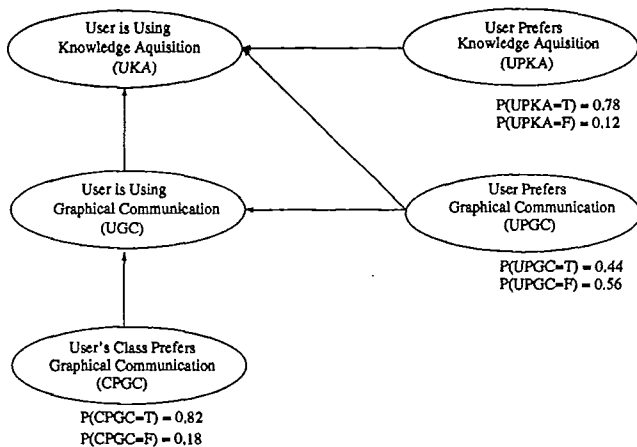 User is Using
Knowledge Aquisition
(UKA)
User Prefers
Knowledge Aquisition
(UPKA)
P(UPKA=T) = 0.78
P(UPKA=F) = 0.12
User is Using
Graphical Communication
(UGC)
User Prefers
Graphical Communication
(UPGC)
P(UPGC=T) = 0.44
P(UPGC=F) = 0.56
User's Class Prefers
Graphical Communication
(CPGC)
P(CPGC=T) = 0.82
P(CPGC=F) = 0.18